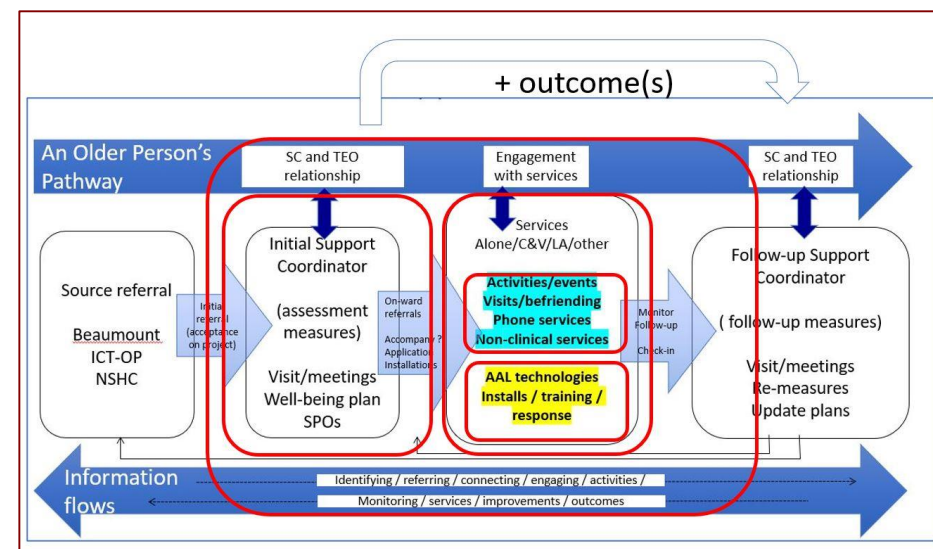 + outcome(s)
An Older Person's
Pathway
SC and TEO
relationship
Engagement
with services
SC and TEO
relationship
Source referral
Beaumount
ICT-OP
NSHC
Initial
referral
(acceptance
on project)
Initial Support
Coordinator
(assessment
measures)
Visit/meetings
Well-being plan
SPOs
On-ward
referrals
Accompany ?
Application
Installations
Services
Alone/C&V/LA/other
Activities/events
Visits/befriending
Phone services
Non-clinical services
AAL technologies
Installs / training /
response
Monitor
Follow-up
Check-in
Follow-up Support
Coordinator
( follow-up measures)
Visit/meetings
Re-measures
Update plans
Information
flows
Identifying / referring / connecting / engaging / activities /
Monitoring / services / improvements / outcomes